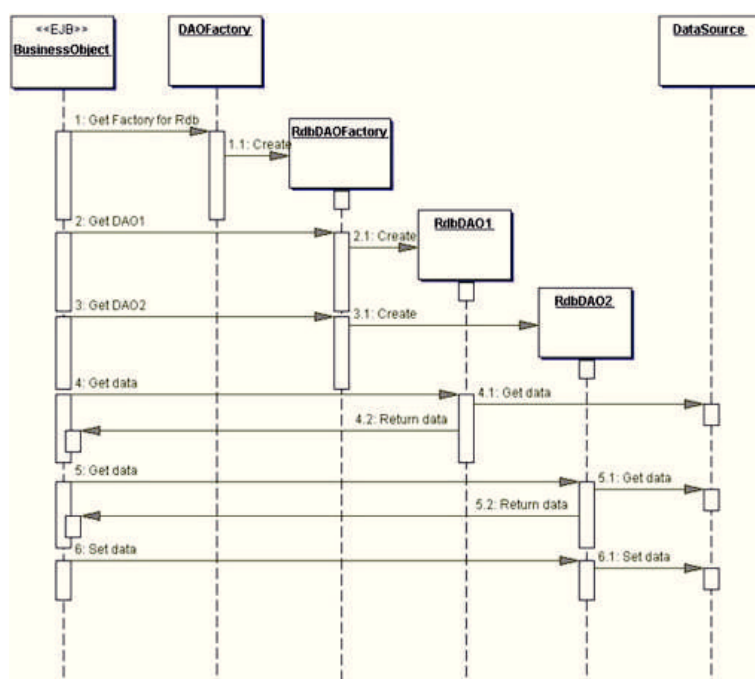 <<EJB>>
BusinessObject
DAOFactory
DataSource
1: Get Factory for Rdb
RdbDAOFactory
1.1: Create
2: Get DAO1
RdbDAO1
2.1: Create
3: Get DAO2
RdbDAO2
3.1: Create
4: Get data
4.1: Get data
4.2: Return data
5: Get data
5.1: Get data
5.2: Return data
6: Set data
6.1: Set data